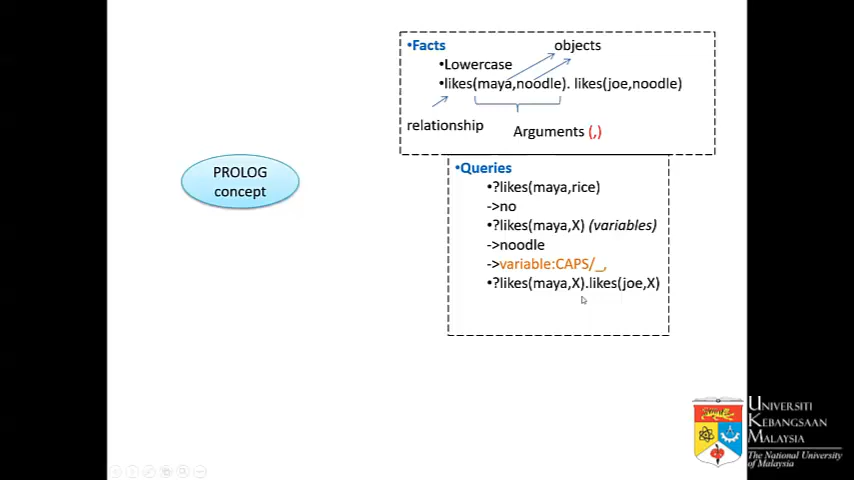 •Facts
objects
•Lowercase
•likes(maya,noodle). likes(joe,noodle)
relationship
Arguments (,)
PROLOG
concept
•Queries
•?likes(maya,rice)
->no
•?likes(maya,X) (variables)
->noodle
->variable:CAPS/_,
•?likes(maya,X).likes(joe,X)
UNIVERSITI
KEBANGSAAN
MALAYSIA
The National University
of Malaysia